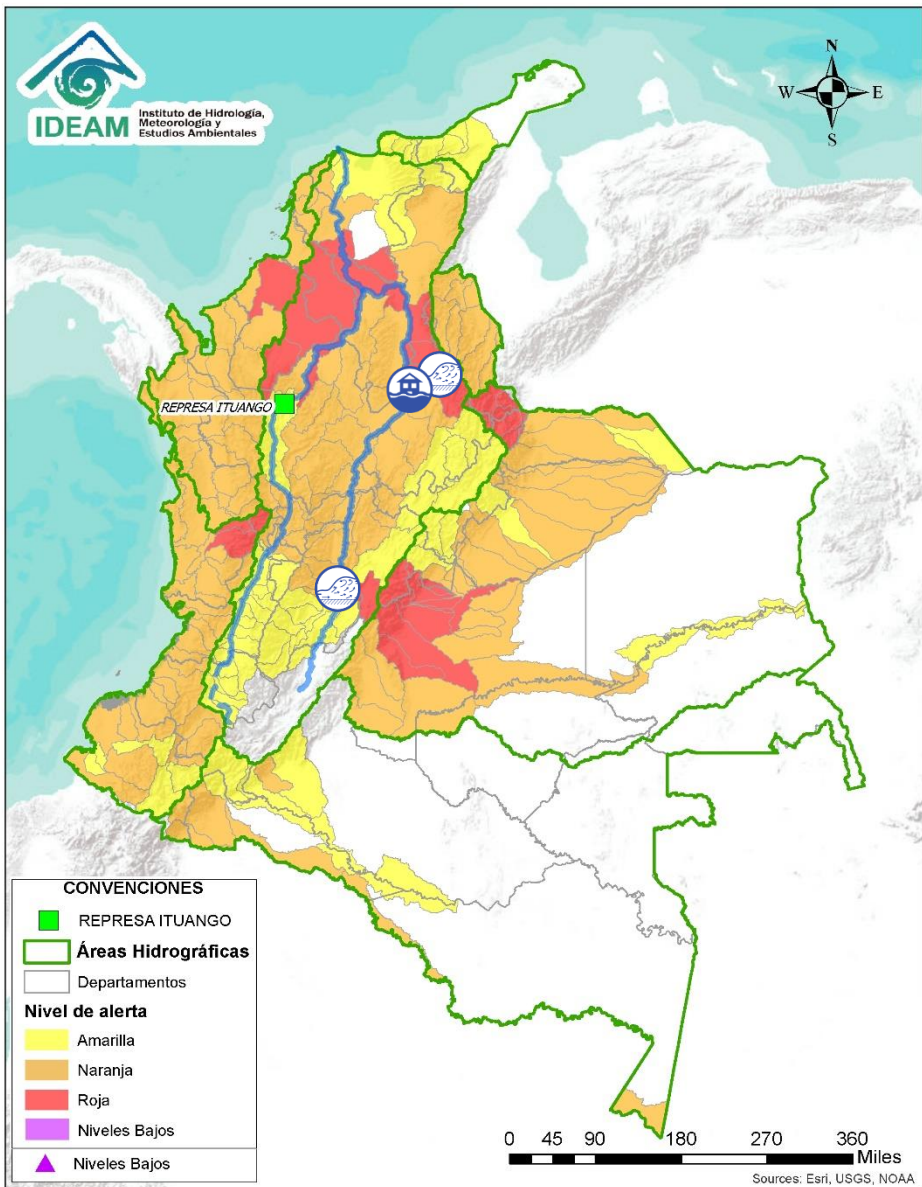 IDEAM
Instituto de Hidrología,
Meteorología y
Estudios Ambientales
N
W
E
S
REPRESA ITUANGO
CONVENCIONES
REPRESA ITUANGO
Áreas Hidrográficas
Departamentos
Nivel de alerta
Amarilla
Naranja
Roja
Niveles Bajos
Niveles Bajos
0 45 90 180 270 360
Miles
Sources: Esri, USGS, NOAA